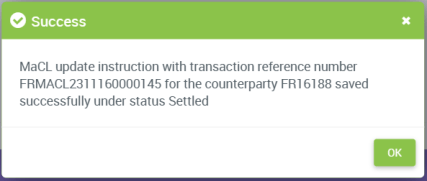 Success
MaCL update instruction with transaction reference number
FRMACL2311160000145 for the counterparty FR16188 saved
successfully under status Settled
OK